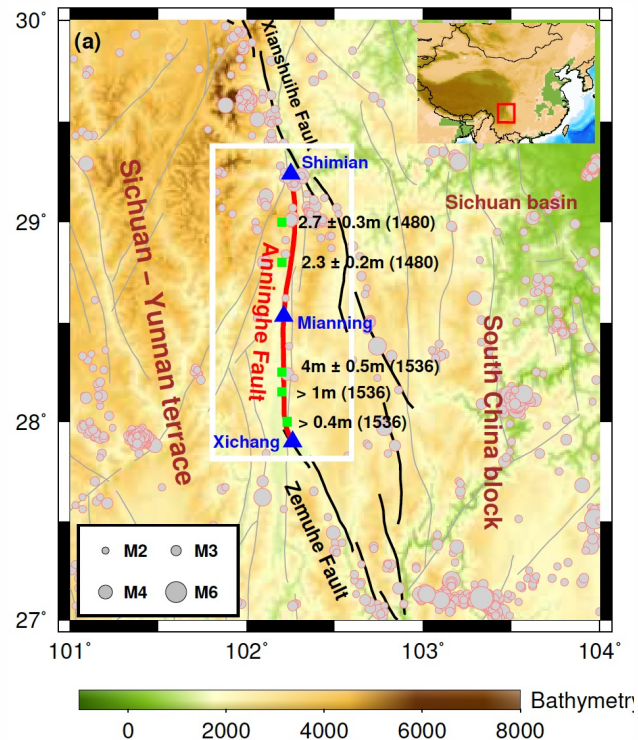 30°
(a)
Xianshuihe Faul
Shimian
Sichuan basin
29°
2.7 ± 0.3m (1480)
2.3 ± 0.2m (1480)
Sichuan – Yunnan terrace
Anninghe Fault
Mianning
South China block
4m ± 0.5m (1536)
28°
> 1m (1536)
> 0.4m (1536)
Xichang
Zemuhe Fault
M2 M3
M4 M6
27°
101° 102° 103° 104°
Bathymetry
0 2000 4000 6000 8000